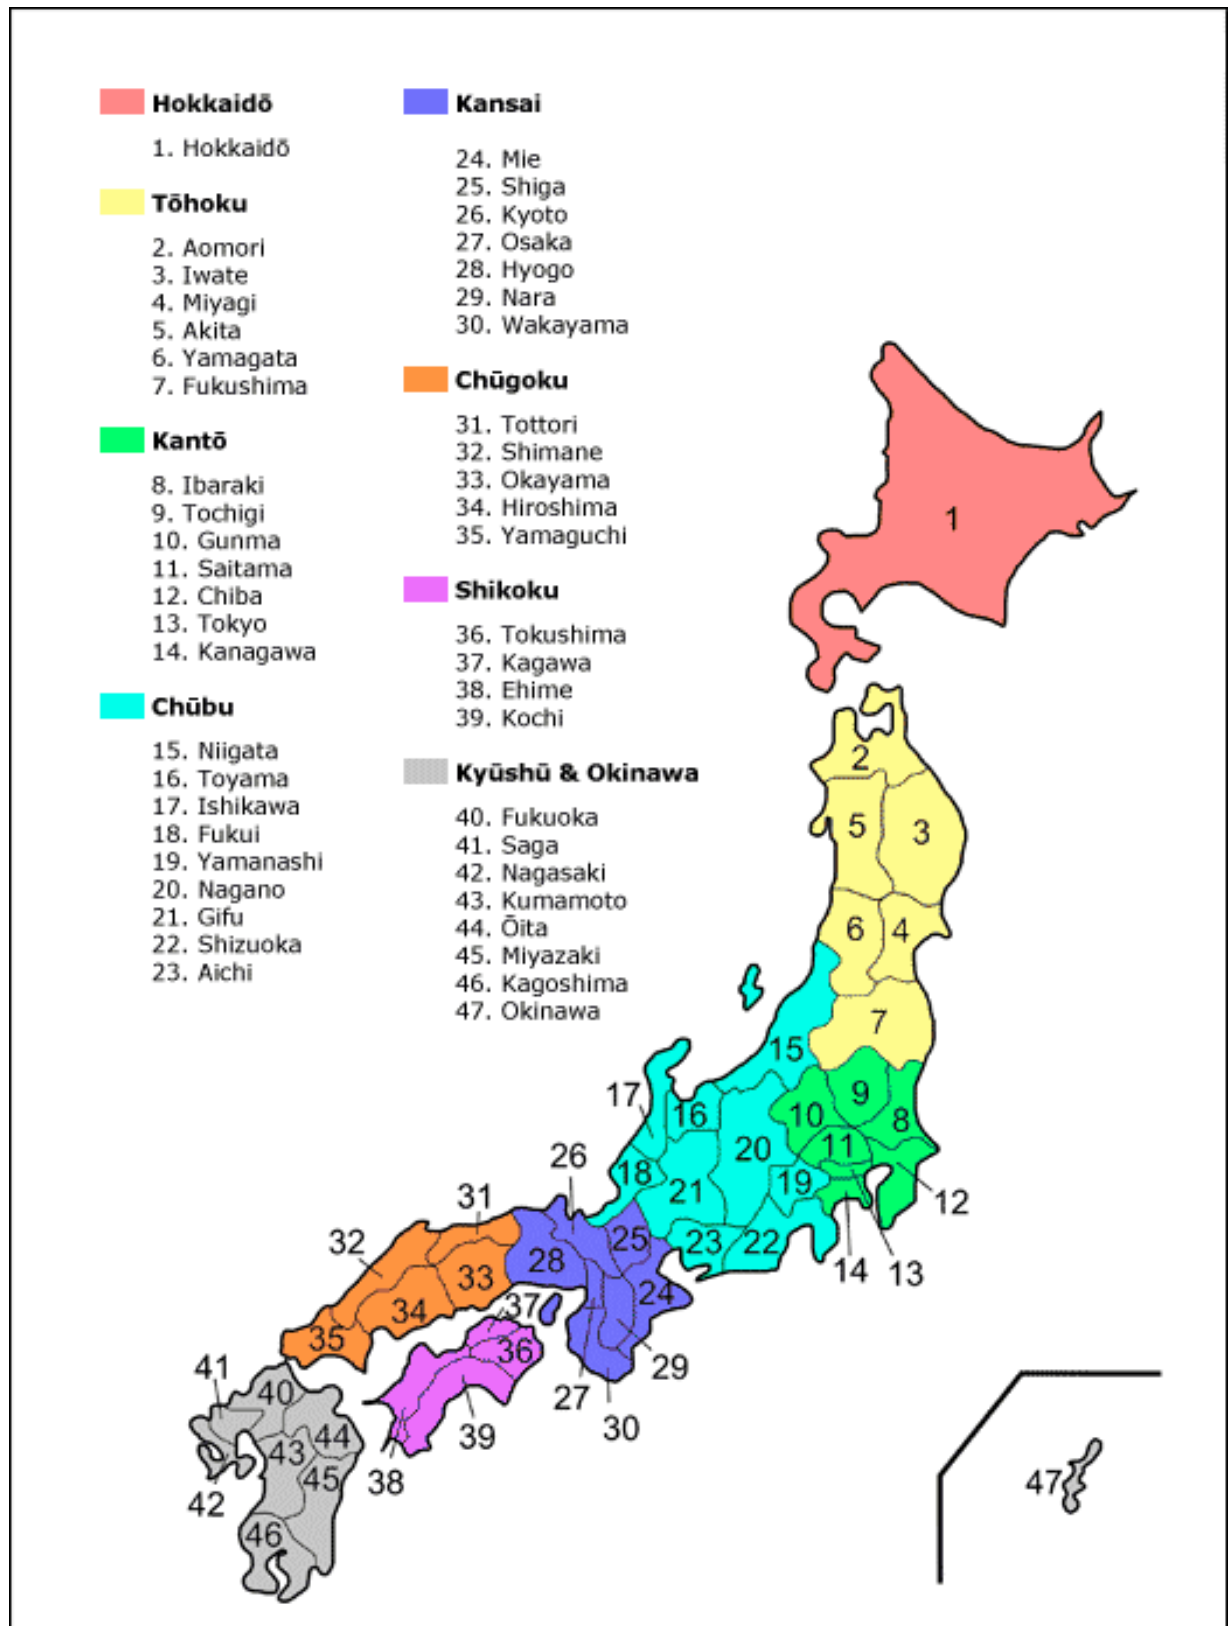 Hokkaidō
1. Hokkaidō
Tōhoku
2. Aomori
3. Iwate
4. Miyagi
5. Akita
6. Yamagata
7. Fukushima
Kantō
8. Ibaraki
9. Tochigi
10. Gunma
11. Saitama
12. Chiba
13. Tokyo
14. Kanagawa
Chūbu
15. Niigata
16. Toyama
17. Ishikawa
18. Fukui
19. Yamanashi
20. Nagano
21. Gifu
22. Shizuoka
23. Aichi
Kansai
24. Mie
25. Shiga
26. Kyoto
27. Osaka
28. Hyogo
29. Nara
30. Wakayama
Chūgoku
31. Tottori
32. Shimane
33. Okayama
34. Hiroshima
35. Yamaguchi
Shikoku
36. Tokushima
37. Kagawa
38. Ehime
39. Kochi
Kyūshū & Okinawa
40. Fukuoka
41. Saga
42. Nagasaki
43. Kumamoto
44. Ōita
45. Miyazaki
46. Kagoshima
47. Okinawa
1
2
5
3
6
4
7
15
17
16
10
9
8
20
11
26
18
21
19
12
31
32
28
25
23
22
14
13
33
24
34
37
35
36
29
41
40
27
30
39
44
43
45
38
42
47
46